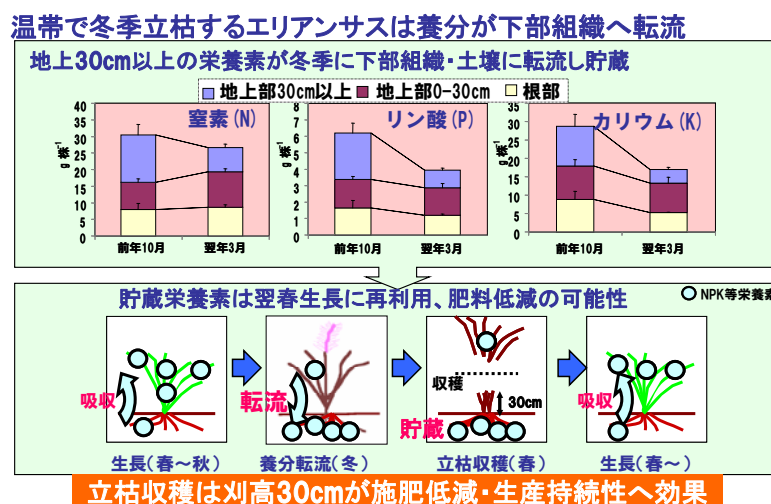 温帯で冬季立枯するエリアンサスは養分が下部組織へ転流
地上30cm以上の栄養素が冬季に下部組織・土壌に転流し貯蔵
地上部30cm以上 地上部0-30cm 根部
窒素(N)
g 株⁻¹
40
35
30
25
20
15
10
5
0
前年10月 翌年3月
リン酸(P)
g 株⁻¹
8
7
6
5
4
3
2
1
0
前年10月 翌年3月
カリウム(K)
g 株⁻¹
35
30
25
20
15
10
5
0
前年10月 翌年3月
貯蔵栄養素は翌春生長に再利用、肥料低減の可能性
NPK等栄養素
吸収
転流
収穫
30cm
貯蔵
吸収
生長(春~秋) 養分転流(冬) 立枯収穫(春) 生長(春~)
立枯収穫は刈高30cmが施肥低減・生産持続性へ効果